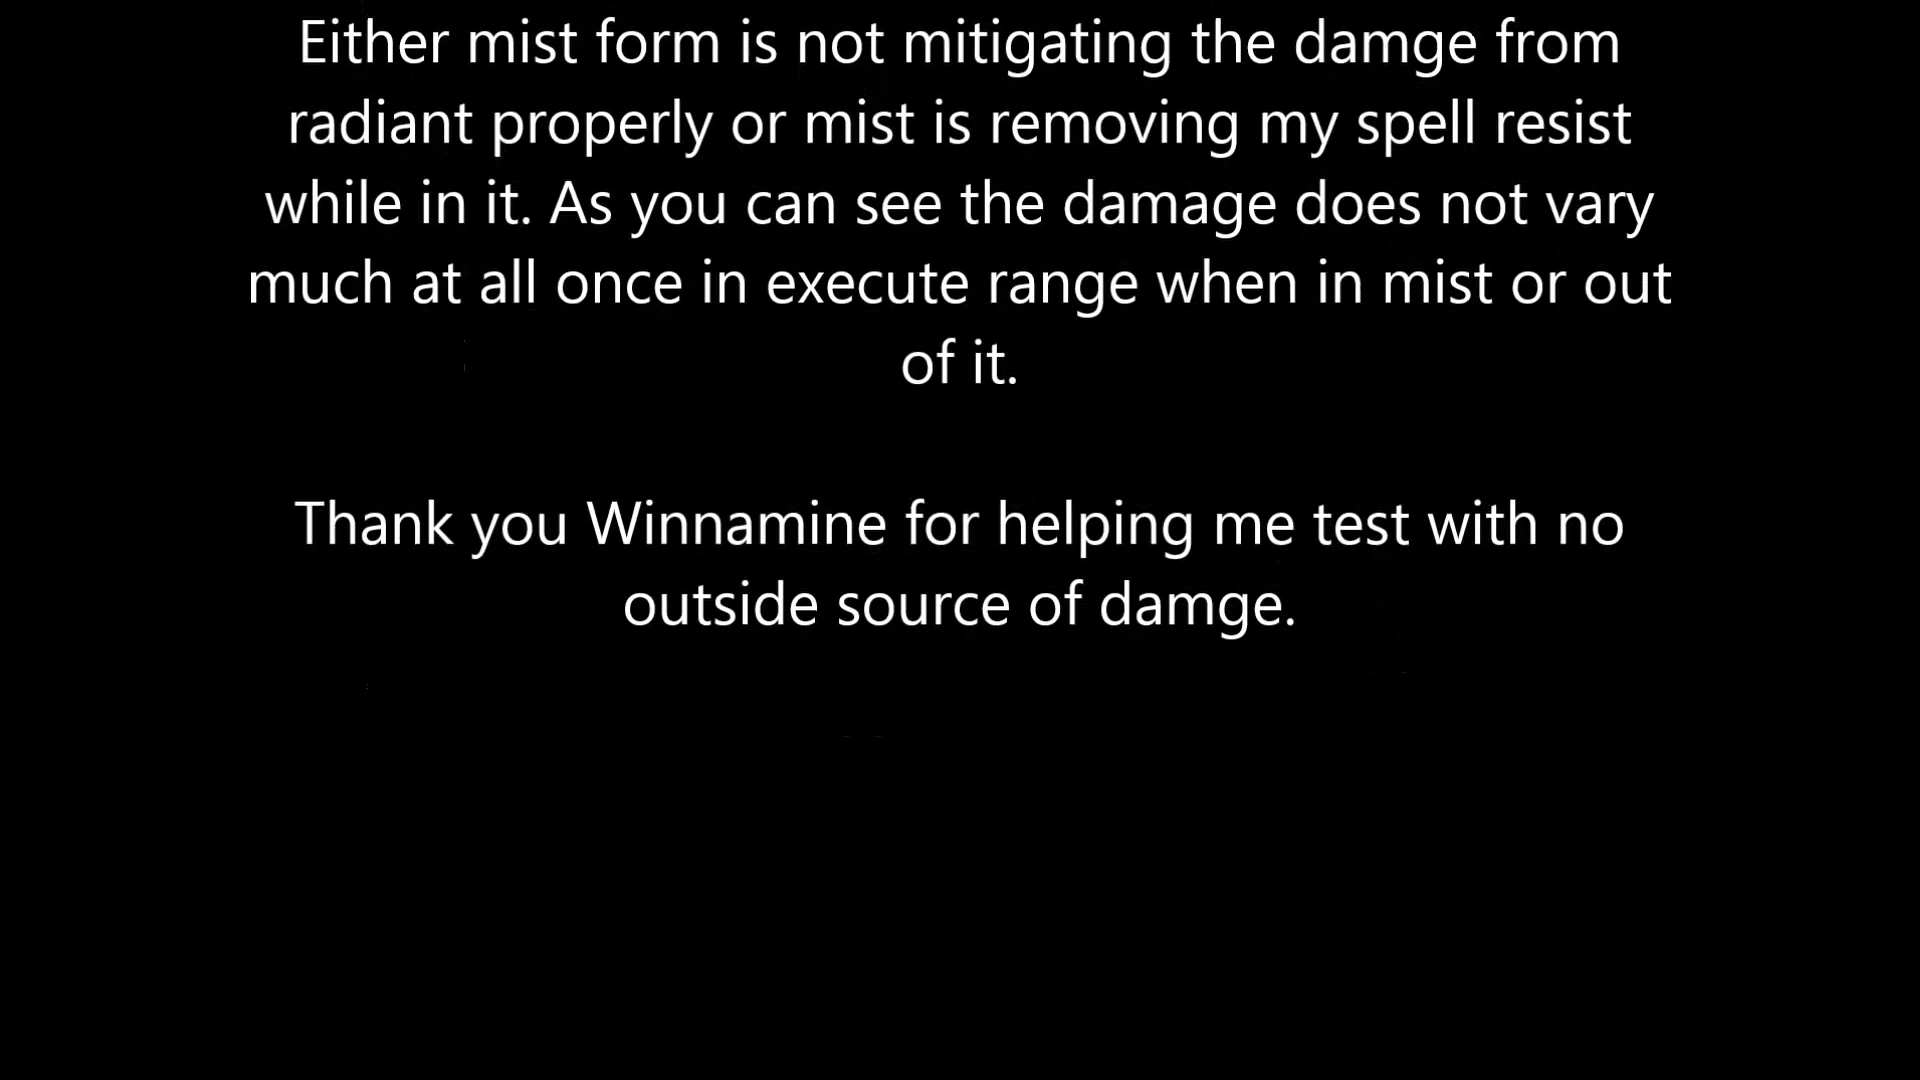 Either mist form is not mitigating the damge from
radiant properly or mist is removing my spell resist
while in it. As you can see the damage does not vary
much at all once in execute range when in mist or out
of it.
Thank you Winnamine for helping me test with no
outside source of damge.